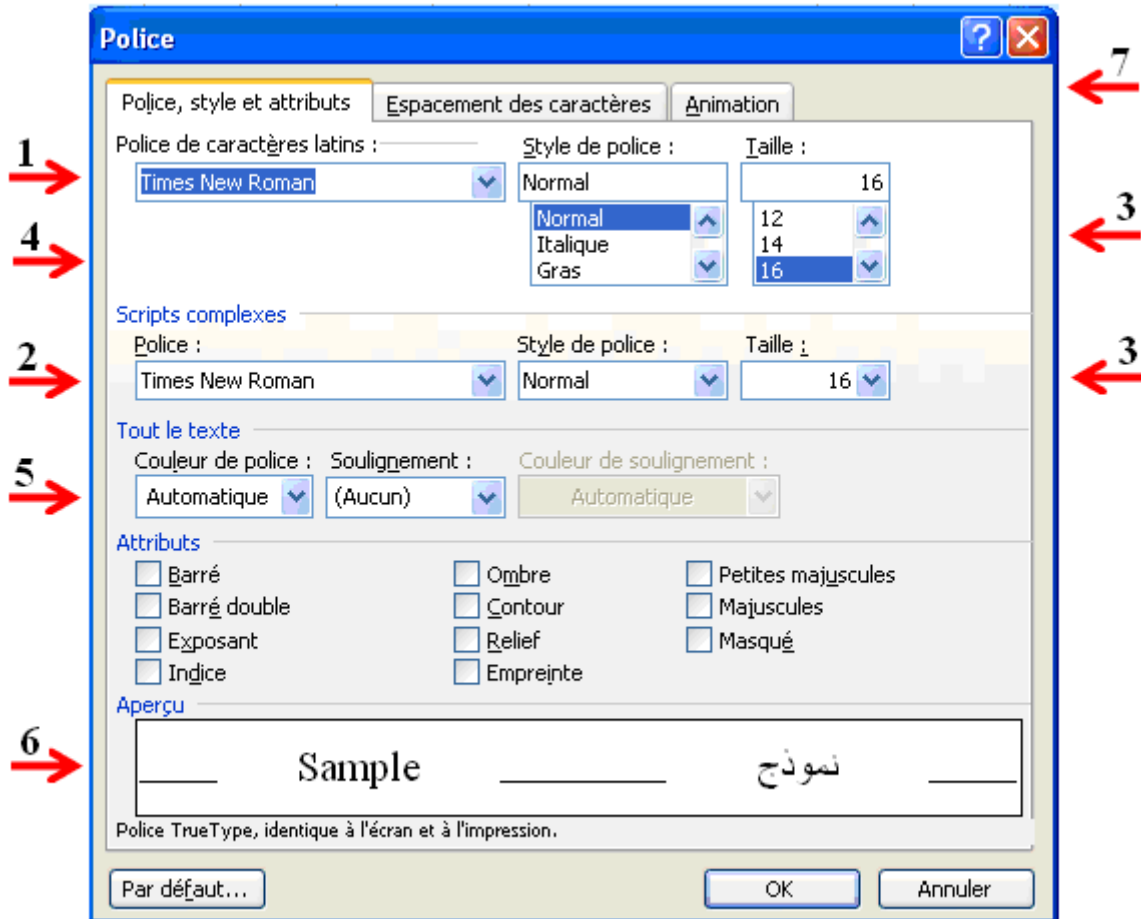 Police
7
Police, style et attributs Espacement des caractères Animation
Police de caractères latins : Style de police : Taille :
1
Times New Roman Normal 16
Normal 12
3
4
Italique 14
Gras 16
Scripts complexes
Police : Style de police : Taille :
2
Times New Roman Normal 16
3
Tout le texte
Couleur de police : Soulignement : Couleur de soulignement :
5
Automatique (Aucun) Automatique
Attributs
Barré Ombre Petites majuscules
Barré double Contour Majuscules
Exposant Relief Masqué
Indice Empreinte
Aperçu
6
Sample نموذج
Police TrueType, identique à l'écran et à l'impression.
Par défaut... OK Annuler